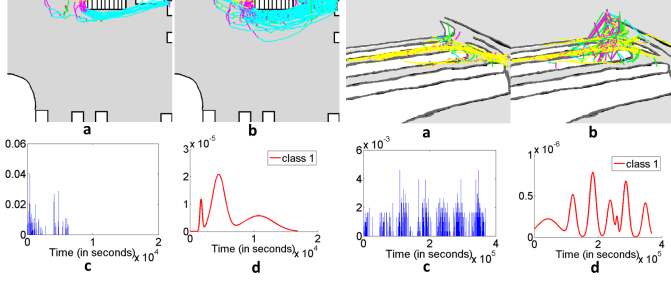 a b a b
0.06
0.04
0.02
0
0 1 2
Time (in seconds) x 10^4
c
x 10^-5
3
2
1
0
class 1
0 1 2
Time (in seconds) x 10^4
d
x 10^-3
6
4
2
0
0 1 2 3 4
Time (in seconds) x 10^5
c
x 10^-6
1
0.5
0
class 1
0 2 4
Time (in seconds) x 10^5
d